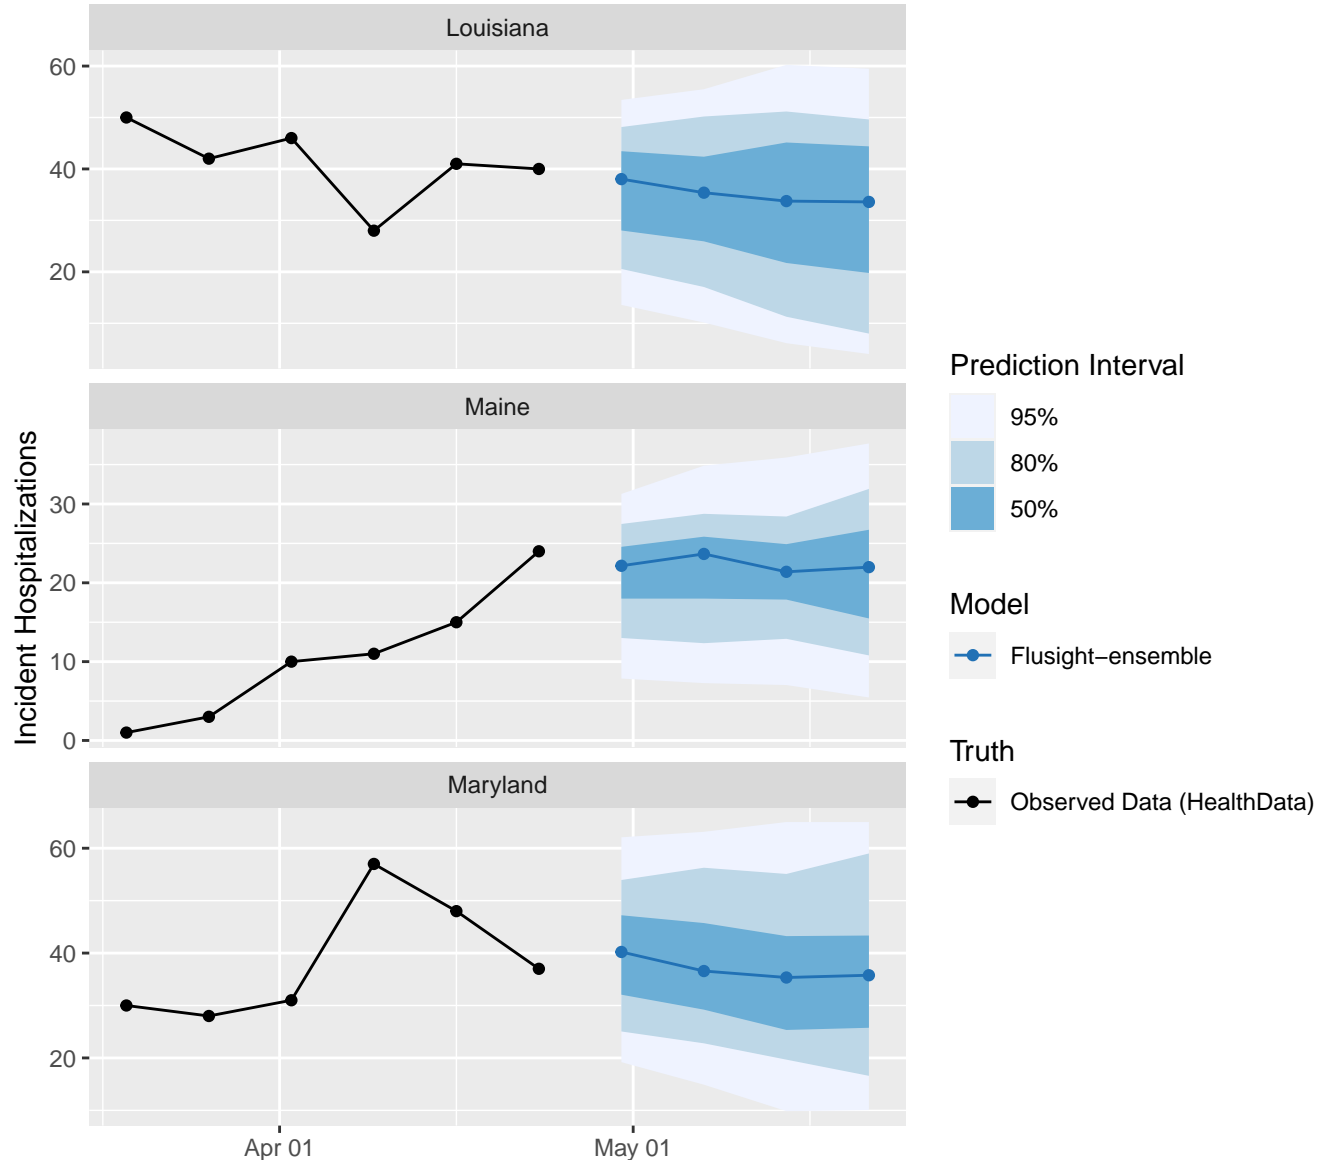 Louisiana
60
40
20
Maine
30
20
10
0
Maryland
60
40
20
Apr 01
May 01
Incident Hospitalizations
Prediction Interval
95%
80%
50%
Model
Flusight−ensemble
Truth
Observed Data (HealthData)